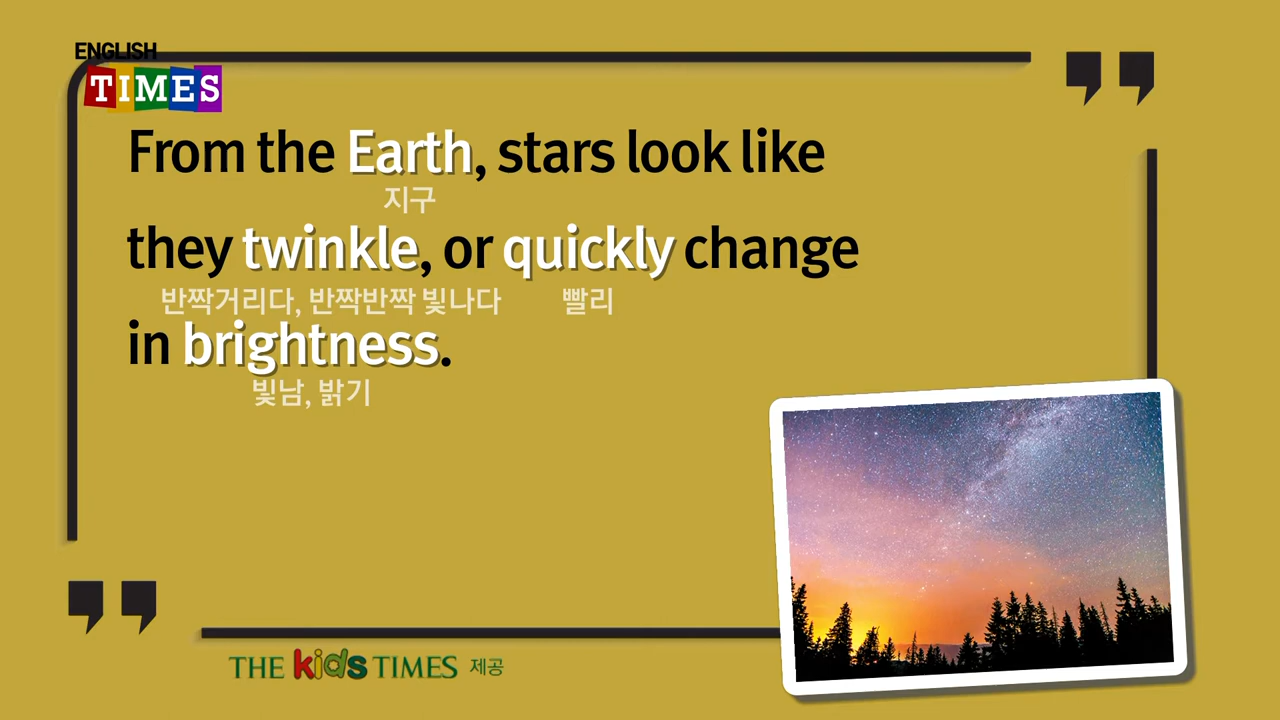 ENGLISH
TIMES
From the Earth, stars look like
지구
they twinkle, or quickly change
반짝거리다, 반짝반짝 빛나다 빨리
in brightness.
빛남, 밝기
THE kids TIMES 제공